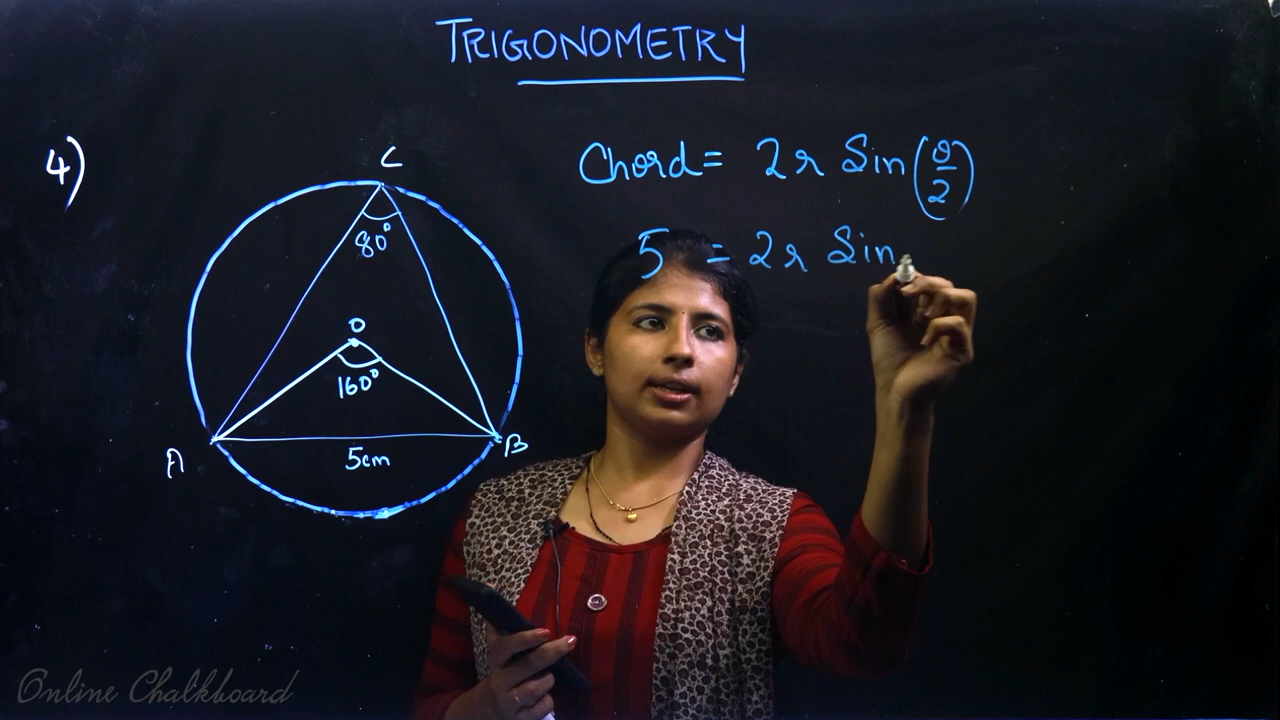 TRIGONOMETRY
4)
Chord = 2r Sin(θ/2)
5 = 2r Sin
C
80°
O
160°
A
B
5cm
Online Chalkboard